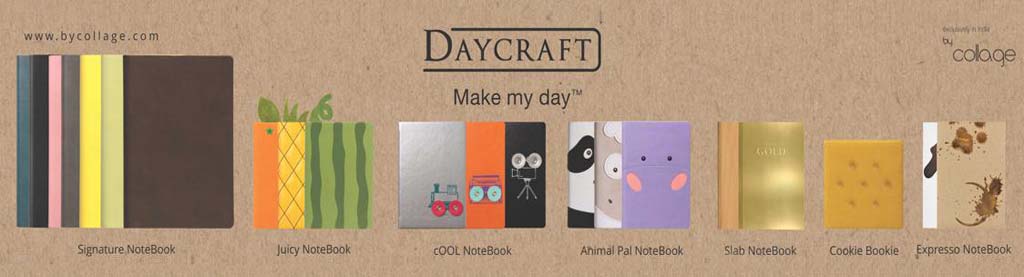 www.bycollage.com
DAYCRAFT
Make my day™
exclusively in India
by
collage
GOLD
Signature NoteBook
Juicy NoteBook
cOOL NoteBook
Animal Pal NoteBook
Slab NoteBook
Cookie Bookie
Expresso NoteBook